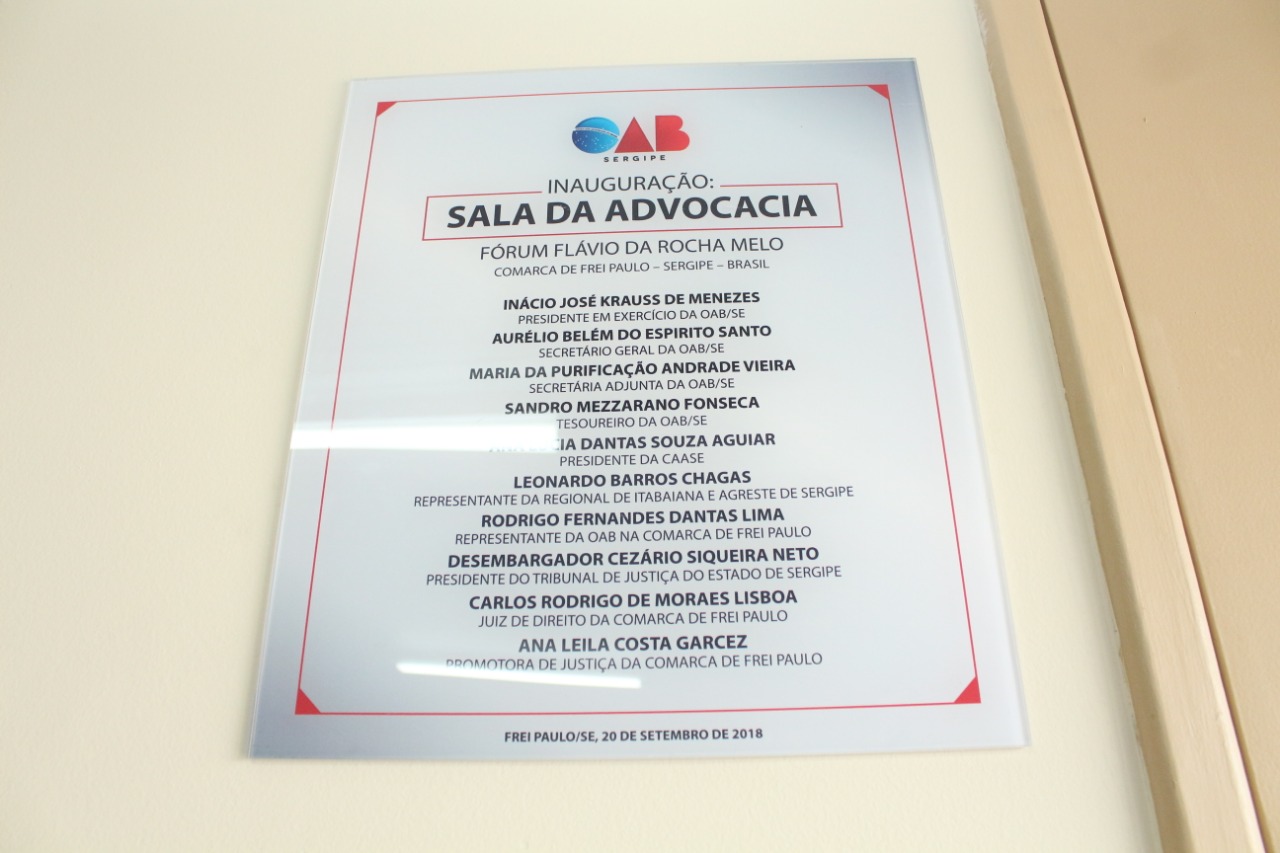 OAB
SERGIPE
INAUGURAÇÃO:
SALA DA ADVOCACIA
FÓRUM FLÁVIO DA ROCHA MELO
COMARCA DE FREI PAULO – SERGIPE – BRASIL
INÁCIO JOSÉ KRAUSS DE MENEZES
PRESIDENTE EM EXERCÍCIO DA OAB/SE
AURÉLIO BELÉM DO ESPIRITO SANTO
SECRETÁRIO GERAL DA OAB/SE
MARIA DA PURIFICAÇÃO ANDRADE VIEIRA
SECRETÁRIA ADJUNTA DA OAB/SE
SANDRO MEZZARANO FONSECA
TESOUREIRO DA OAB/SE
DANTAS SOUZA AGUIAR
PRESIDENTE DA CAASE
LEONARDO BARROS CHAGAS
REPRESENTANTE DA REGIONAL DE ITABAIANA E AGRESTE DE SERGIPE
RODRIGO FERNANDES DANTAS LIMA
REPRESENTANTE DA OAB NA COMARCA DE FREI PAULO
DESEMBARGADOR CEZÁRIO SIQUEIRA NETO
PRESIDENTE DO TRIBUNAL DE JUSTIÇA DO ESTADO DE SERGIPE
CARLOS RODRIGO DE MORAES LISBOA
JUIZ DE DIREITO DA COMARCA DE FREI PAULO
ANA LEILA COSTA GARCEZ
PROMOTORA DE JUSTIÇA DA COMARCA DE FREI PAULO
FREI PAULO/SE, 20 DE SETEMBRO DE 2018